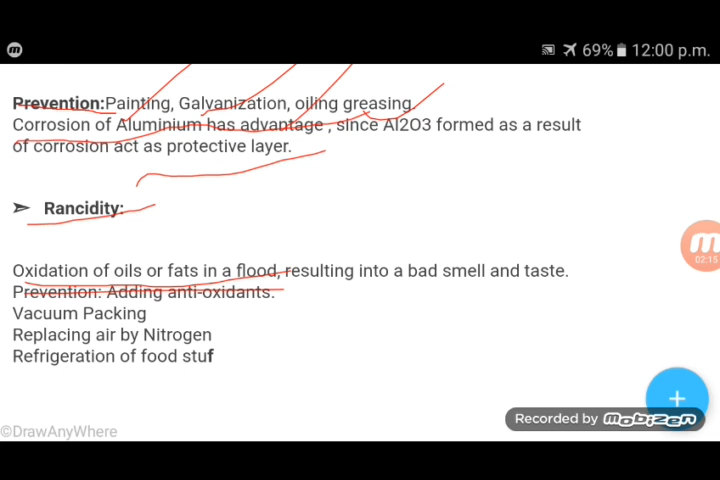 69% 12:00 p.m.
Prevention:Painting, Galvanization, oiling greasing.
Corrosion of Aluminium has advantage , since Al2O3 formed as a result
of corrosion act as protective layer.
➢ Rancidity:
02:15
Oxidation of oils or fats in a flood, resulting into a bad smell and taste.
Prevention: Adding anti-oxidants.
Vacuum Packing
Replacing air by Nitrogen
Refrigeration of food stuf
Recorded by mobizen
©DrawAnyWhere